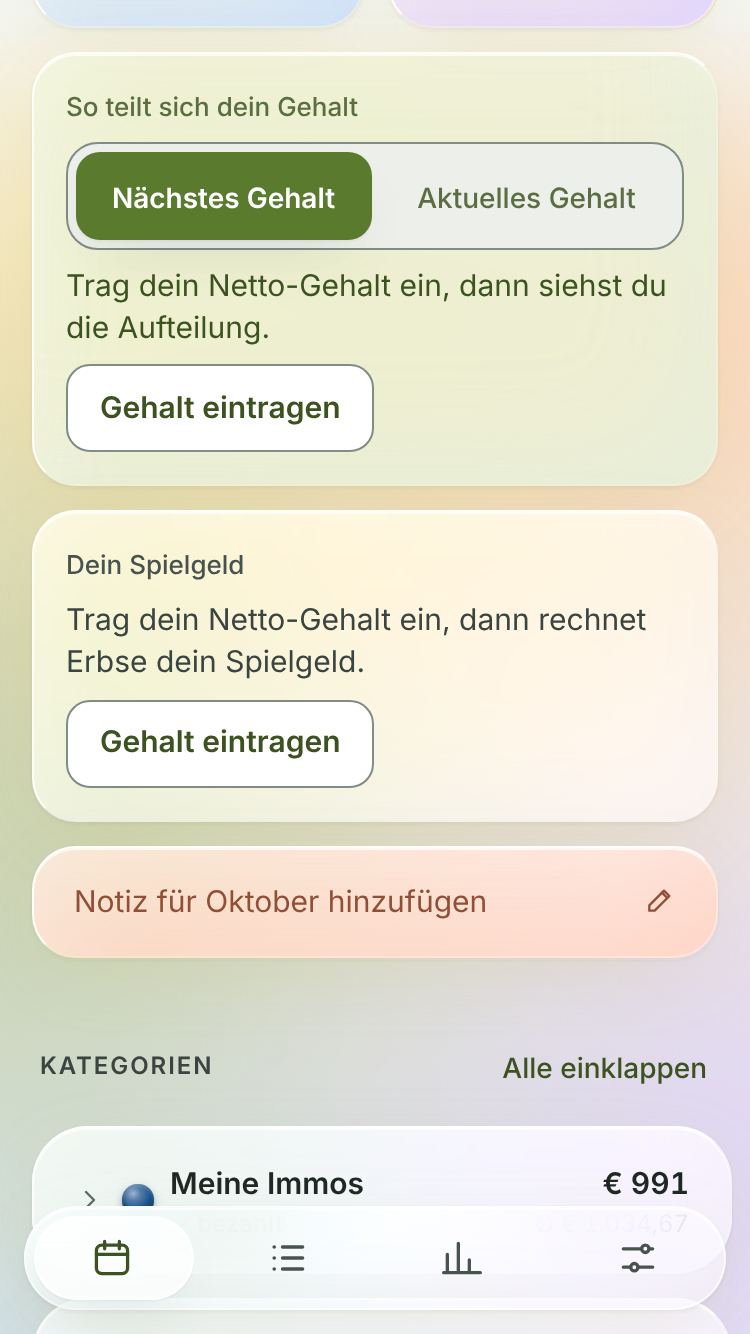 So teilt sich dein Gehalt
Nächstes Gehalt
Aktuelles Gehalt
Trag dein Netto-Gehalt ein, dann siehst du
die Aufteilung.
Gehalt eintragen
Dein Spielgeld
Trag dein Netto-Gehalt ein, dann rechnet
Erbse dein Spielgeld.
Gehalt eintragen
Notiz für Oktober hinzufügen
KATEGORIEN
Alle einklappen
Meine Immos
€ 991
bezahlt